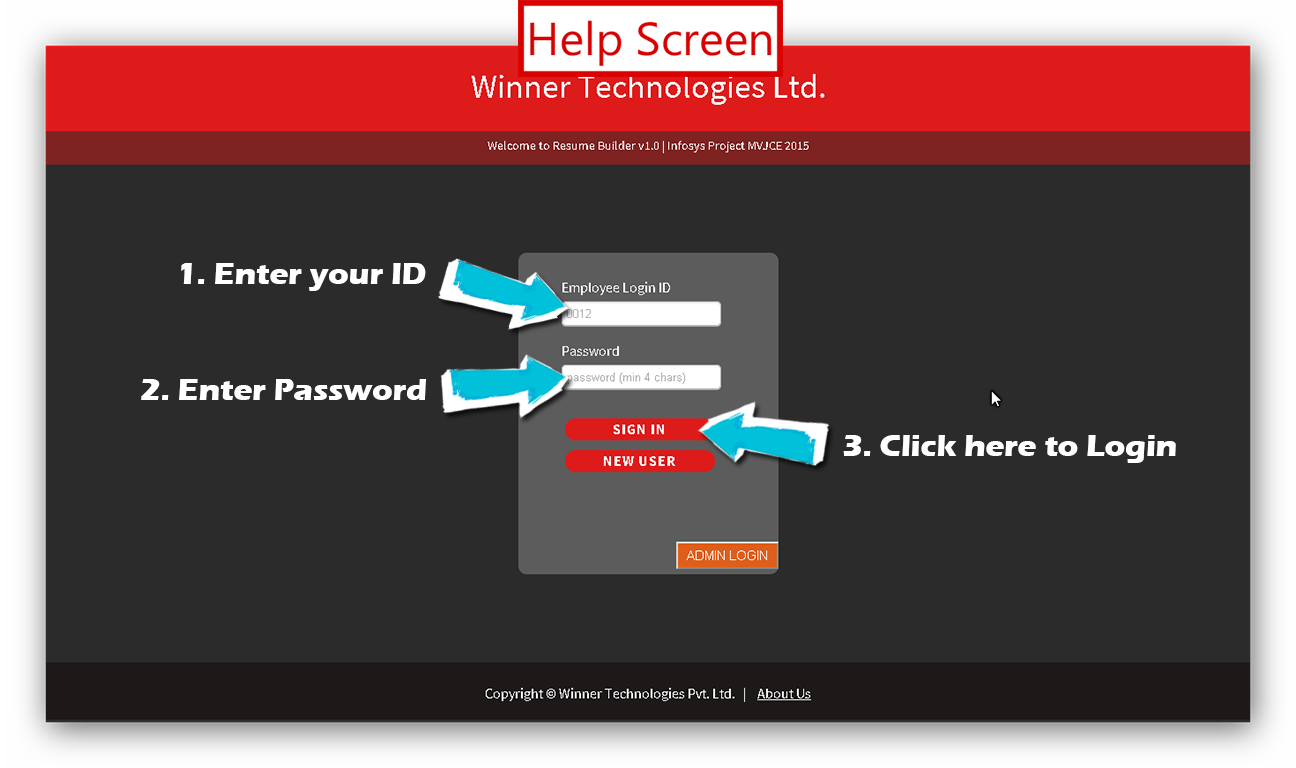 Help Screen
Winner Technologies Ltd.
Welcome to Resume Builder v1.0 | Infosys Project MVJCE 2015
1. Enter your ID
Employee Login ID
0012
Password
2. Enter Password
password (min 4 chars)
SIGN IN
3. Click here to Login
NEW USER
ADMIN LOGIN
Copyright © Winner Technologies Pvt. Ltd. | About Us